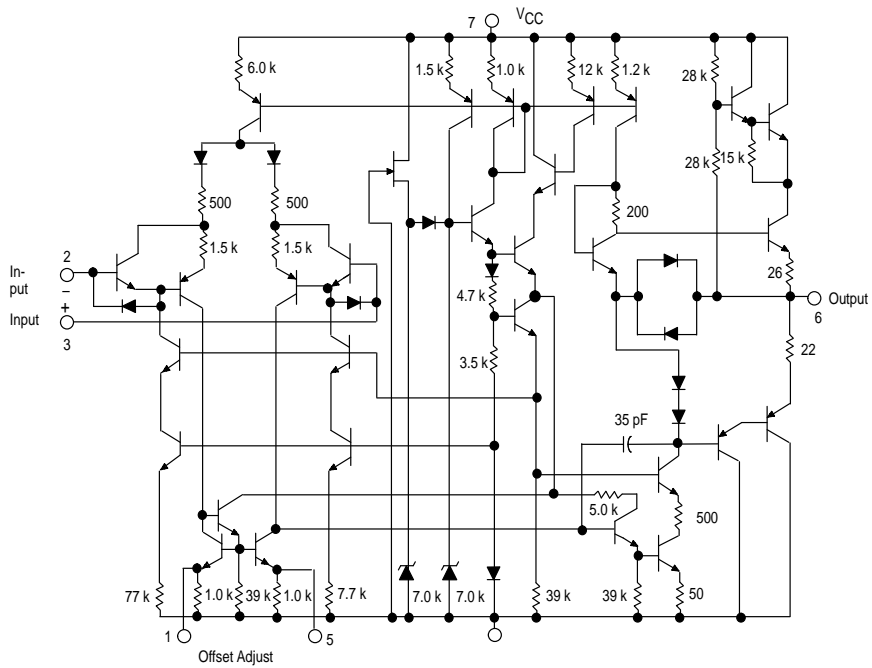 7 VCC
6.0 k
1.5 k
1.0 k
12 k
1.2 k
28 k
28 k
15 k
500
500
200
1.5 k
1.5 k
26
2
In-
put
−
+
Input
3
4.7 k
Output
6
22
3.5 k
35 pF
5.0 k
500
77 k
1.0 k
39 k
1.0 k
7.7 k
7.0 k
7.0 k
39 k
39 k
50
1
5
Offset Adjust